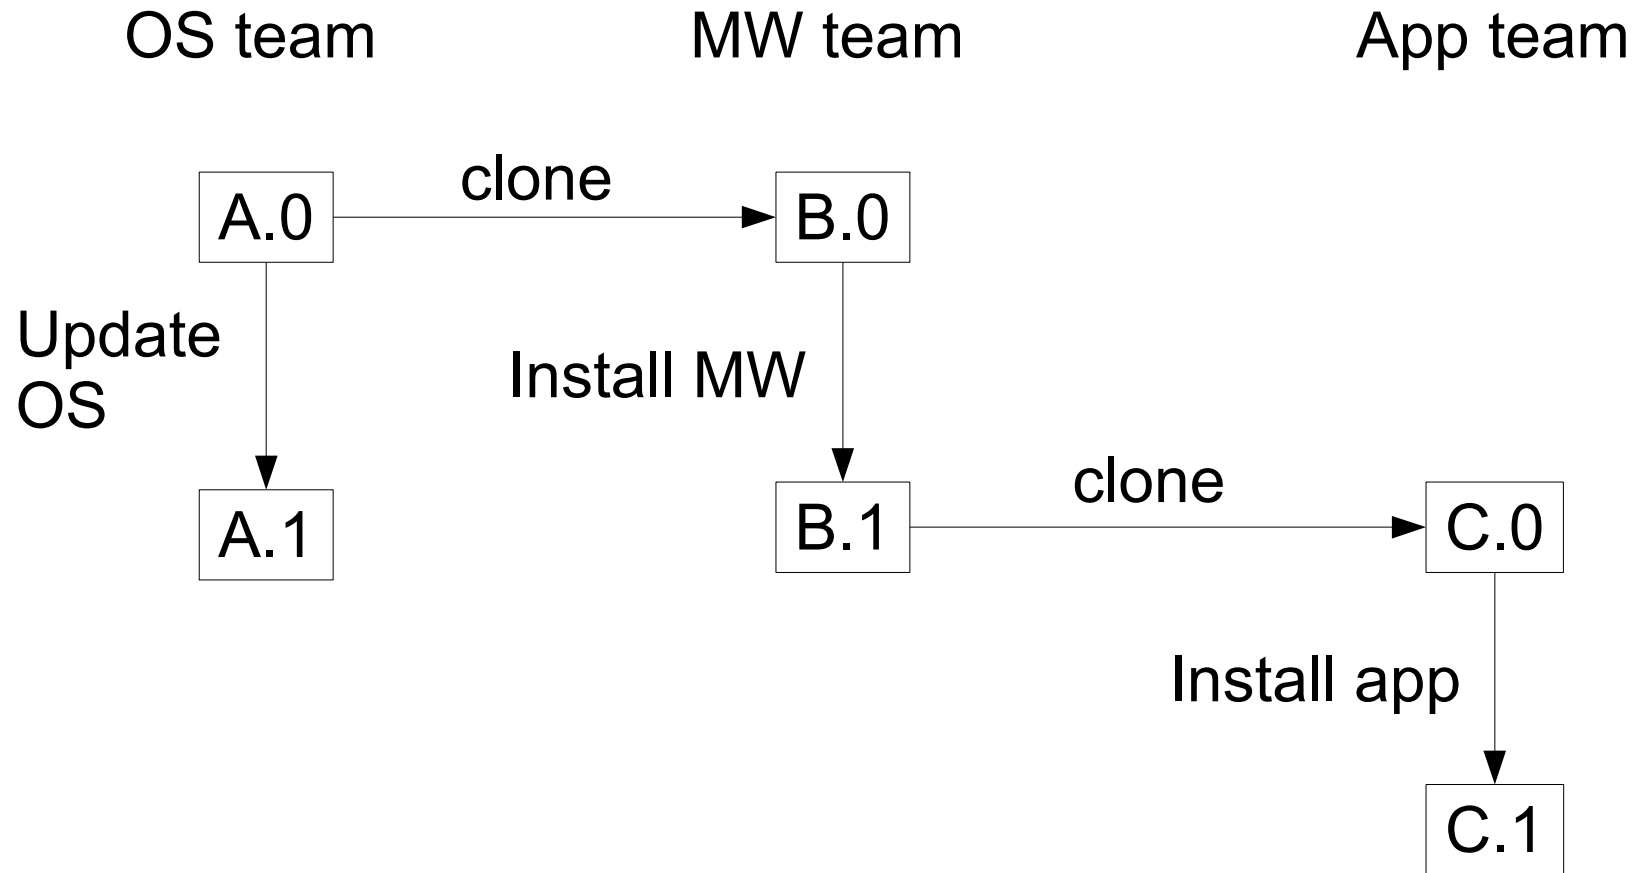 OS team
MW team
App team
clone
A.0
B.0
Update
OS
Install MW
clone
A.1
B.1
C.0
Install app
C.1